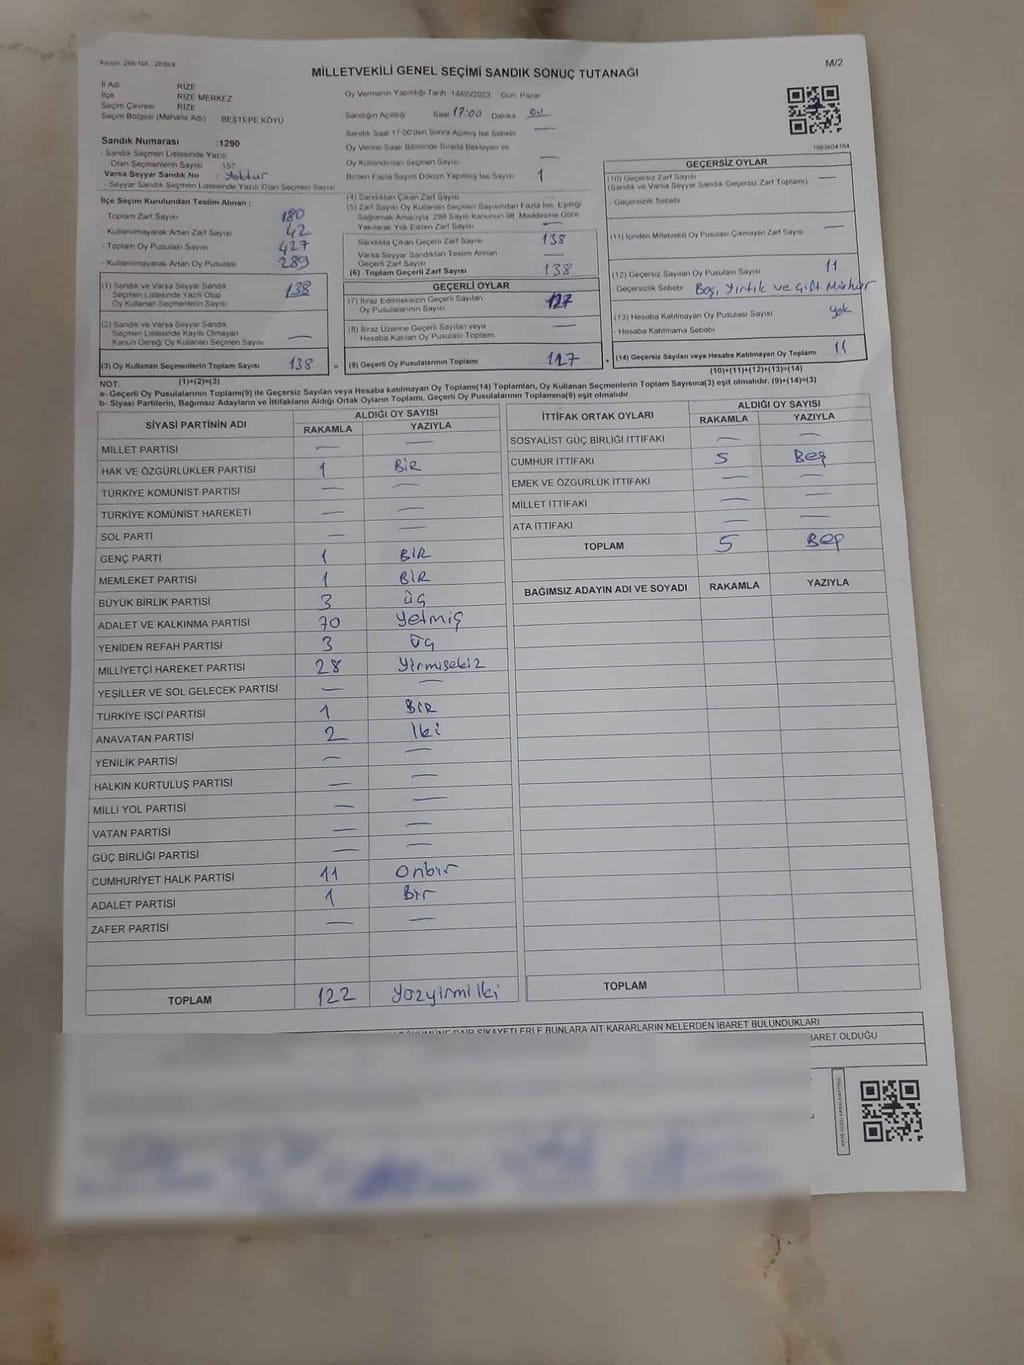 MİLLETVEKİLİ GENEL SEÇİMİ SANDIK SONUÇ TUTANAĞI
M/2
İl Adı RİZE
İlçe RİZE MERKEZ
Seçim Çevresi RİZE
Seçim Bölgesi (Mahalle Adı) BEŞTEPE KÖYÜ
Sandık Numarası :1290
- Sandık Seçmen Listesinde Yazılı
Olan Seçmenlerin Sayısı 157
Varsa Seyyar Sandık No : Yoktur
- Seyyar Sandık Seçmen Listesinde Yazılı Olan Seçmen Sayısı
İlçe Seçim Kurulundan Teslim Alınan ;
- Toplam Zarf Sayısı 180
- Kullanılmayarak Artan Zarf Sayısı 42
- Toplam Oy Pusulası Sayısı 427
- Kullanılmayarak Artan Oy Pusulası 289
(1) Sandık ve Varsa Seyyar Sandık
Seçmen Listesinde Yazılı Olup
Oy Kullanan Seçmenlerin Sayısı 138
(2) Sandık ve Varsa Seyyar Sandık
Seçmen Listesinde Kayıtlı Olmayan
Kanun Gereği Oy Kullanan Seçmen Sayısı —
(3) Oy Kullanan Seçmenlerin Toplam Sayısı 138
(1)+(2)=(3)
Oy Vermenin Yapıldığı Tarih 14/05/2023 Gün Pazar
Sandığın Açıldığı Saat 17:00 Dakika 00
Sandık Saat 17:00'den Sonra Açılmış İse Sebebi —
Oy Verme Saati Bitiminde Sırada Bekleyen ve
Oy Kullandırılan Seçmen Sayısı —
Birden Fazla Sayım Döküm Yapılmış İse Sayısı 1
(4) Sandıktan Çıkan Zarf Sayısı
(5) Zarf Sayısı Oy Kullanan Seçmen Sayısından Fazla İse, Eşitliği
Sağlamak Amacıyla, 298 Sayılı Kanunun 98. Maddesine Göre
Yakılarak Yok Edilen Zarf Sayısı —
Sandıkta Çıkan Geçerli Zarf Sayısı 138
Varsa Seyyar Sandıktan Teslim Alınan
Geçerli Zarf Sayısı —
(6) Toplam Geçerli Zarf Sayısı 138
GEÇERLİ OYLAR
(7) İtiraz Edilmeksizin Geçerli Sayılan
Oy Pusulalarının Sayısı 127
(8) İtiraz Üzerine Geçerli Sayılan veya
Hesaba Katılan Oy Pusulası Toplamı —
= (9) Geçerli Oy Pusulalarının Toplamı 127
1083604154
GEÇERSİZ OYLAR
(10) Geçersiz Zarf Sayısı
(Sandık ve Varsa Seyyar Sandık Geçersiz Zarf Toplamı) —
- Geçersizlik Sebebi
(11) İçinden Milletvekili Oy Pusulası Çıkmayan Zarf Sayısı —
(12) Geçersiz Sayılan Oy Pusulası Sayısı 11
- Geçersizlik Sebebi Boş, Yırtık ve Çift Mühür
(13) Hesaba Katılmayan Oy Pusulası Sayısı yok
- Hesaba Katılmama Sebebi
+ (14) Geçersiz Sayılan veya Hesaba Katılmayan Oy Toplamı 11
(10)+(11)+(12)+(13)=(14)
NOT:
a- Geçerli Oy Pusulalarının Toplamı(9) ile Geçersiz Sayılan veya Hesaba katılmayan Oy Toplamı(14) Toplamları, Oy Kullanan Seçmenlerin Toplam Sayısına(3) eşit olmalıdır. (9)+(14)=(3)
b- Siyasi Partilerin, Bağımsız Adayların ve İttifakların Aldığı Ortak Oyların Toplamı, Geçerli Oy Pusulalarının Toplamına(9) eşit olmalıdır.
SİYASİ PARTİNİN ADI ALDIĞI OY SAYISI
RAKAMLA YAZIYLA
MİLLET PARTİSİ — —
HAK VE ÖZGÜRLÜKLER PARTİSİ 1 BİR
TÜRKİYE KOMÜNİST PARTİSİ — —
TÜRKİYE KOMÜNİST HAREKETİ — —
SOL PARTİ — —
GENÇ PARTİ 1 BİR
MEMLEKET PARTİSİ 1 BİR
BÜYÜK BİRLİK PARTİSİ 3 üç
ADALET VE KALKINMA PARTİSİ 70 Yetmiş
YENİDEN REFAH PARTİSİ 3 üç
MİLLİYETÇİ HAREKET PARTİSİ 28 Yirmisekiz
YEŞİLLER VE SOL GELECEK PARTİSİ — —
TÜRKİYE İŞÇİ PARTİSİ 1 BİR
ANAVATAN PARTİSİ 2 İki
YENİLİK PARTİSİ — —
HALKIN KURTULUŞ PARTİSİ — —
MİLLİ YOL PARTİSİ — —
VATAN PARTİSİ — —
GÜÇ BİRLİĞİ PARTİSİ — —
CUMHURİYET HALK PARTİSİ 11 Onbir
ADALET PARTİSİ 1 Bir
ZAFER PARTİSİ — —
TOPLAM 122 Yüzyirmi İki
İTTİFAK ORTAK OYLARI ALDIĞI OY SAYISI
RAKAMLA YAZIYLA
SOSYALİST GÜÇ BİRLİĞİ İTTİFAKI — —
CUMHUR İTTİFAKI 5 Beş
EMEK VE ÖZGÜRLÜK İTTİFAKI — —
MİLLET İTTİFAKI — —
ATA İTTİFAKI — —
TOPLAM 5 Beş
BAĞIMSIZ ADAYIN ADI VE SOYADI RAKAMLA YAZIYLA
TOPLAM
ŞİKAYETLERLE BUNLARA AİT KARARLARIN NELERDEN İBARET BULUNDUKLARI
İBARET OLDUĞU